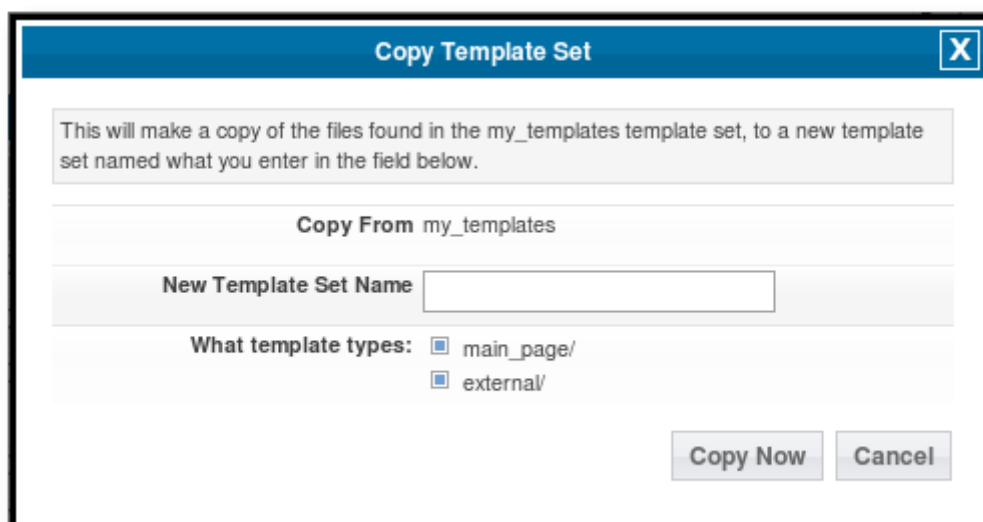 Copy Template Set
X
This will make a copy of the files found in the my_templates template set, to a new template
set named what you enter in the field below.
Copy From my_templates
New Template Set Name
What template types: main_page/
external/
Copy Now Cancel